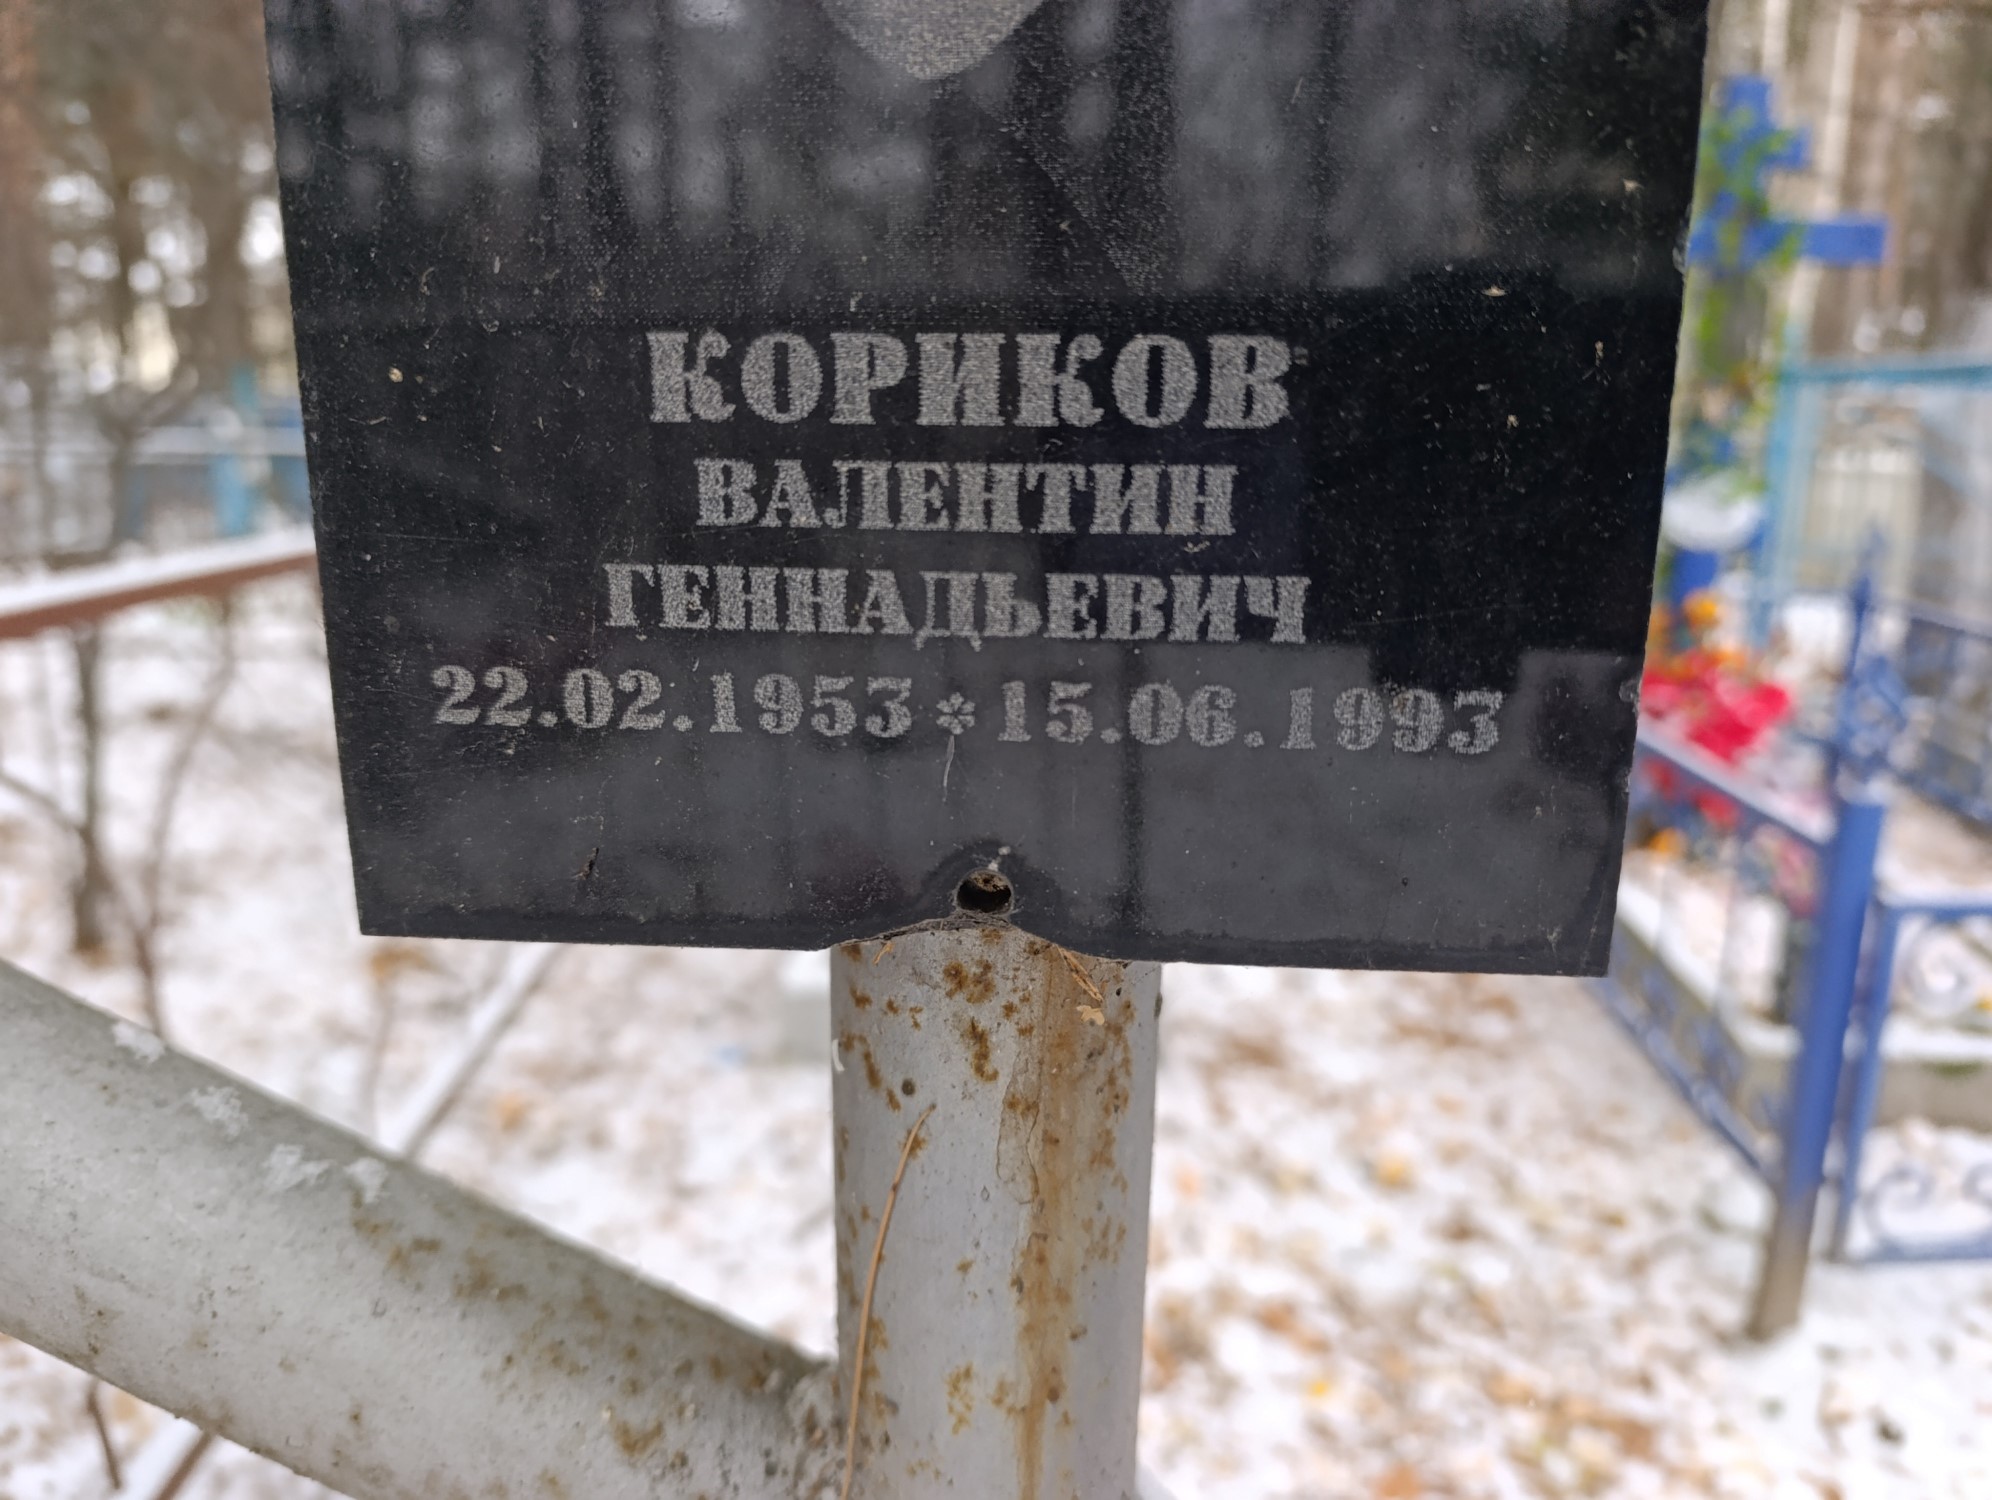 КОРИКОВ
ВАЛЕНТИН
ГЕННАДЬЕВИЧ
22.02.1953*15.06.1993